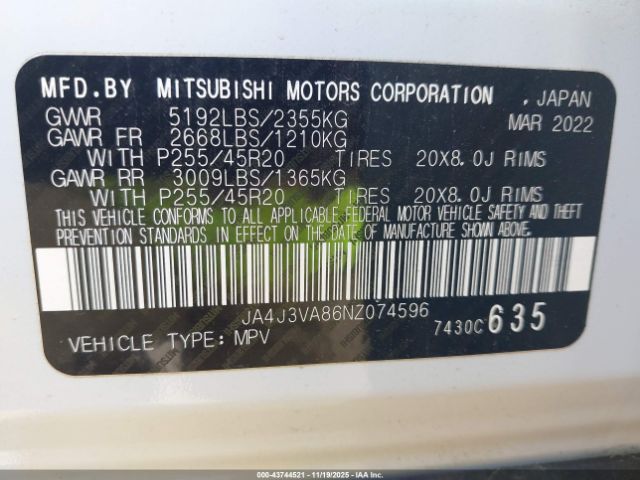 MFD.BY MITSUBISHI MOTORS CORPORATION , JAPAN
GVWR 5192LBS/2355KG MAR 2022
GAWR FR 2668LBS/1210KG
WITH P255/45R20 TIRES 20X8.0J RIMS
GAWR RR 3009LBS/1365KG
WITH P255/45R20 TIRES 20X8.0J RIMS
THIS VEHICLE CONFORMS TO ALL APPLICABLE FEDERAL MOTOR VEHICLE SAFETY AND THEFT
PREVENTION STANDARDS IN EFFECT ON THE DATE OF MANUFACTURE SHOWN ABOVE.
JA4J3VA86NZ074596
7430C 635
VEHICLE TYPE: MPV
000-43744521 - 11/19/2025 - IAA, Inc.